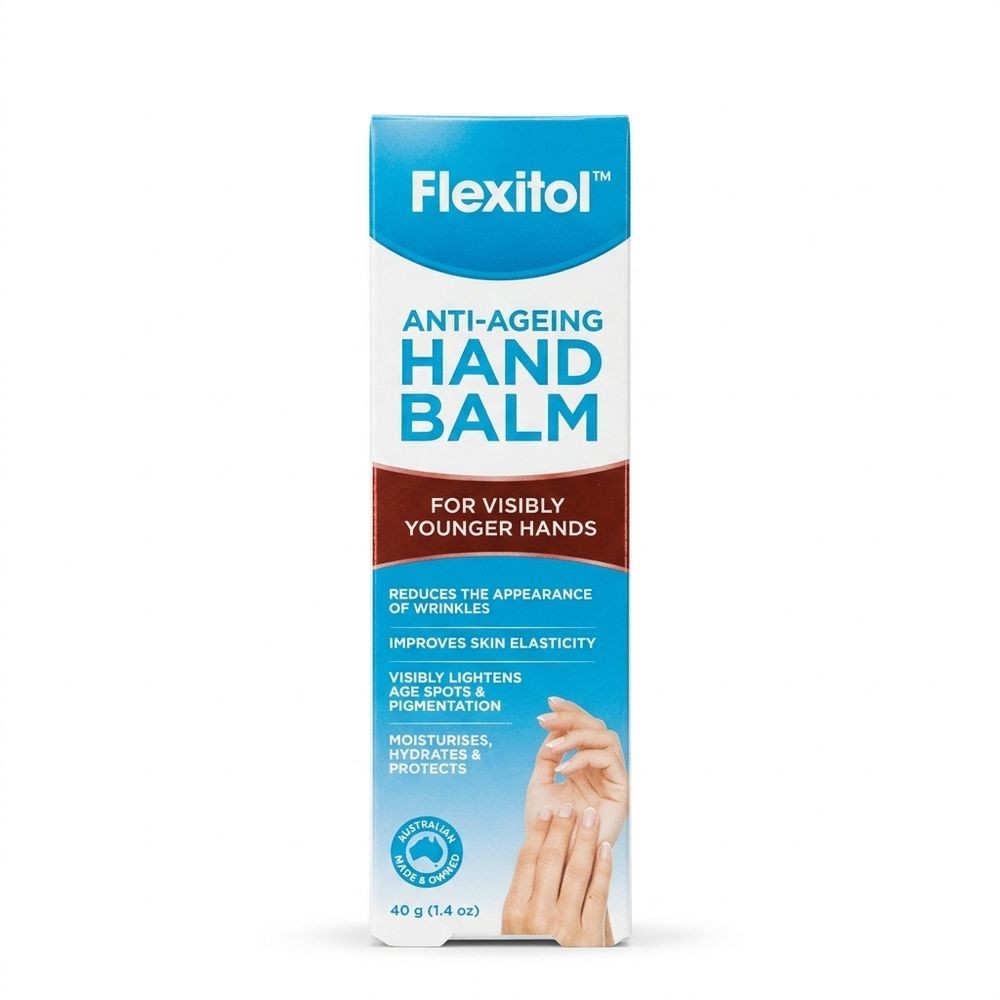 Flexitol™
ANTI-AGEING
HAND
BALM
FOR VISIBLY
YOUNGER HANDS
REDUCES THE APPEARANCE
OF WRINKLES
IMPROVES SKIN ELASTICITY
VISIBLY LIGHTENS
AGE SPOTS &
PIGMENTATION
MOISTURISES,
HYDRATES &
PROTECTS
AUSTRALIAN
MADE & OWNED
40 g (1.4 oz)